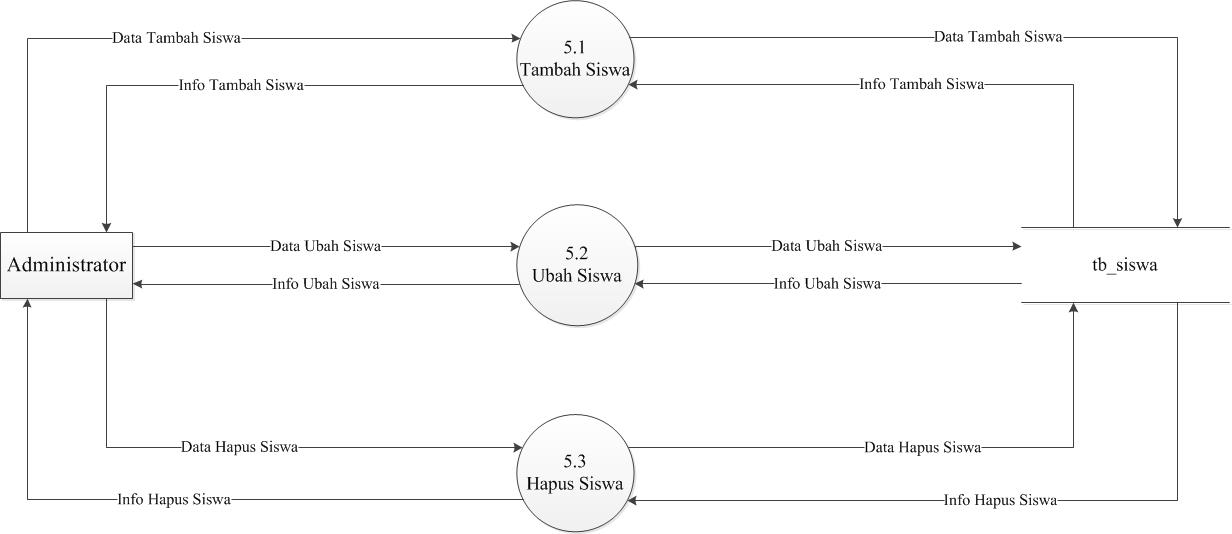 Data Tambah Siswa
5.1
Tambah Siswa
Data Tambah Siswa
Info Tambah Siswa
Info Tambah Siswa
Administrator
Data Ubah Siswa
5.2
Ubah Siswa
Data Ubah Siswa
tb_siswa
Info Ubah Siswa
Info Ubah Siswa
Data Hapus Siswa
5.3
Hapus Siswa
Data Hapus Siswa
Info Hapus Siswa
Info Hapus Siswa